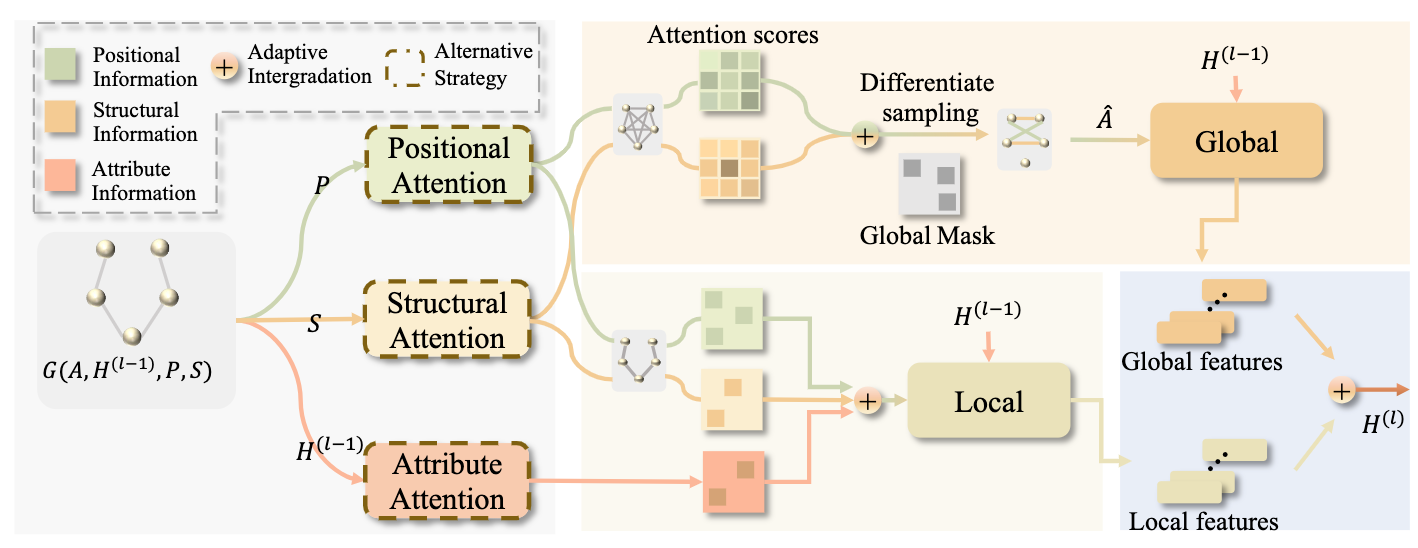 Positional
Information
Adaptive
Intergradation
Alternative
Strategy
Structural
Information
Attribute
Information
G(A, H^(l−1), P, S)
P
S
H^(l−1)
Positional
Attention
Structural
Attention
Attribute
Attention
Attention scores
+
Differentiate
sampling
Global Mask
Â
H^(l−1)
Global
+
H^(l−1)
Local
Global features
+
H^(l)
Local features